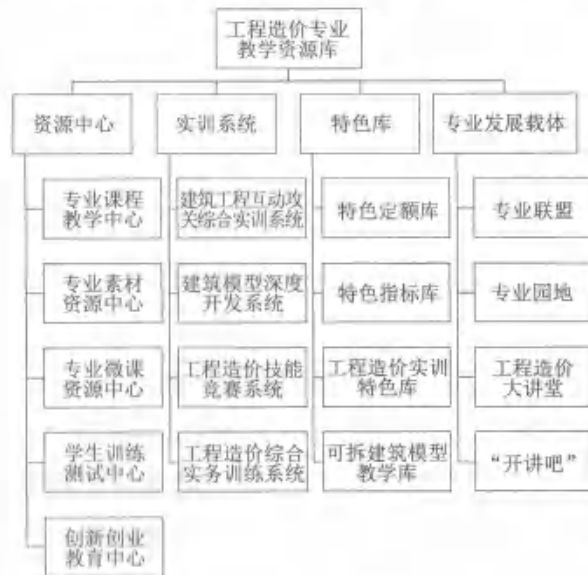 工程造价专业
教学资源库
资源中心
实训系统
特色库
专业发展载体
专业课程
教学中心
建筑工程互动攻
关综合实训系统
特色定额库
专业联盟
专业素材
资源中心
建筑模型深度
开发系统
特色指标库
专业园地
专业微课
资源中心
工程造价技能
竞赛系统
工程造价实训
特色库
工程造价
大讲堂
学生训练
测试中心
工程造价综合
实务训练系统
可拆建筑模型
教学库
“开讲吧”
创新创业
教育中心